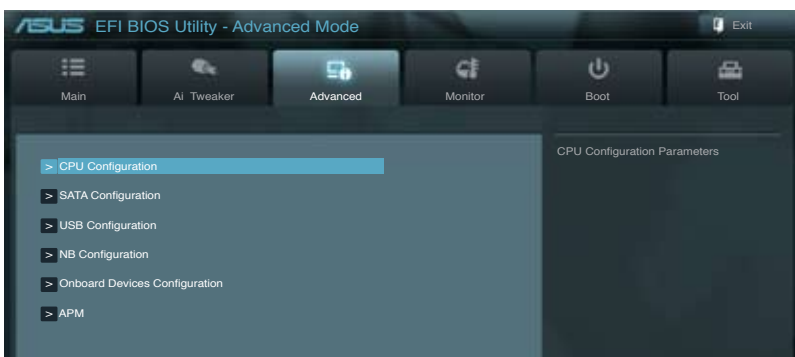 ASUS EFI BIOS Utility - Advanced Mode
Exit
Main
Ai Tweaker
Advanced
Monitor
Boot
Tool
> CPU Configuration
> SATA Configuration
> USB Configuration
> NB Configuration
> Onboard Devices Configuration
> APM
CPU Configuration Parameters